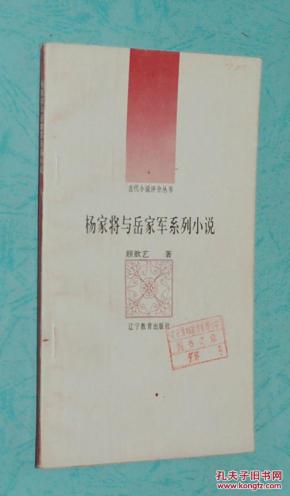 古代小说评介丛书
杨家将与岳家军系列小说
顾歆艺 著
辽宁教育出版社
孔夫子旧书网